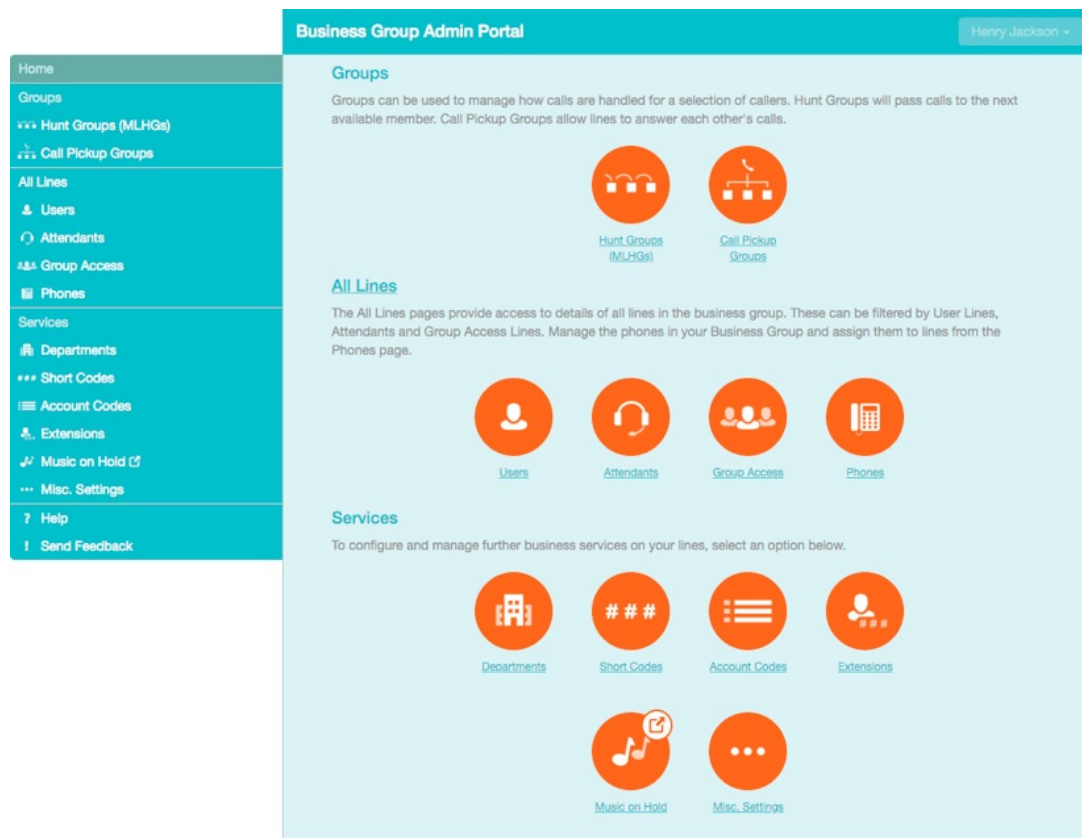 Business Group Admin Portal
Henry Jackson
Home
Groups
Hunt Groups (MLHGs)
Call Pickup Groups
All Lines
Users
Attendants
Group Access
Phones
Services
Departments
### Short Codes
Account Codes
Extensions
Music on Hold
Misc. Settings
? Help
! Send Feedback
Groups
Groups can be used to manage how calls are handled for a selection of callers. Hunt Groups will pass calls to the next
available member. Call Pickup Groups allow lines to answer each other's calls.
Hunt Groups
(MLHGs)
Call Pickup
Groups
All Lines
The All Lines pages provide access to details of all lines in the business group. These can be filtered by User Lines,
Attendants and Group Access Lines. Manage the phones in your Business Group and assign them to lines from the
Phones page.
Users
Attendants
Group Access
Phones
Services
To configure and manage further business services on your lines, select an option below.
###
###
Departments
Short Codes
Account Codes
Extensions
Music on Hold
Misc. Settings